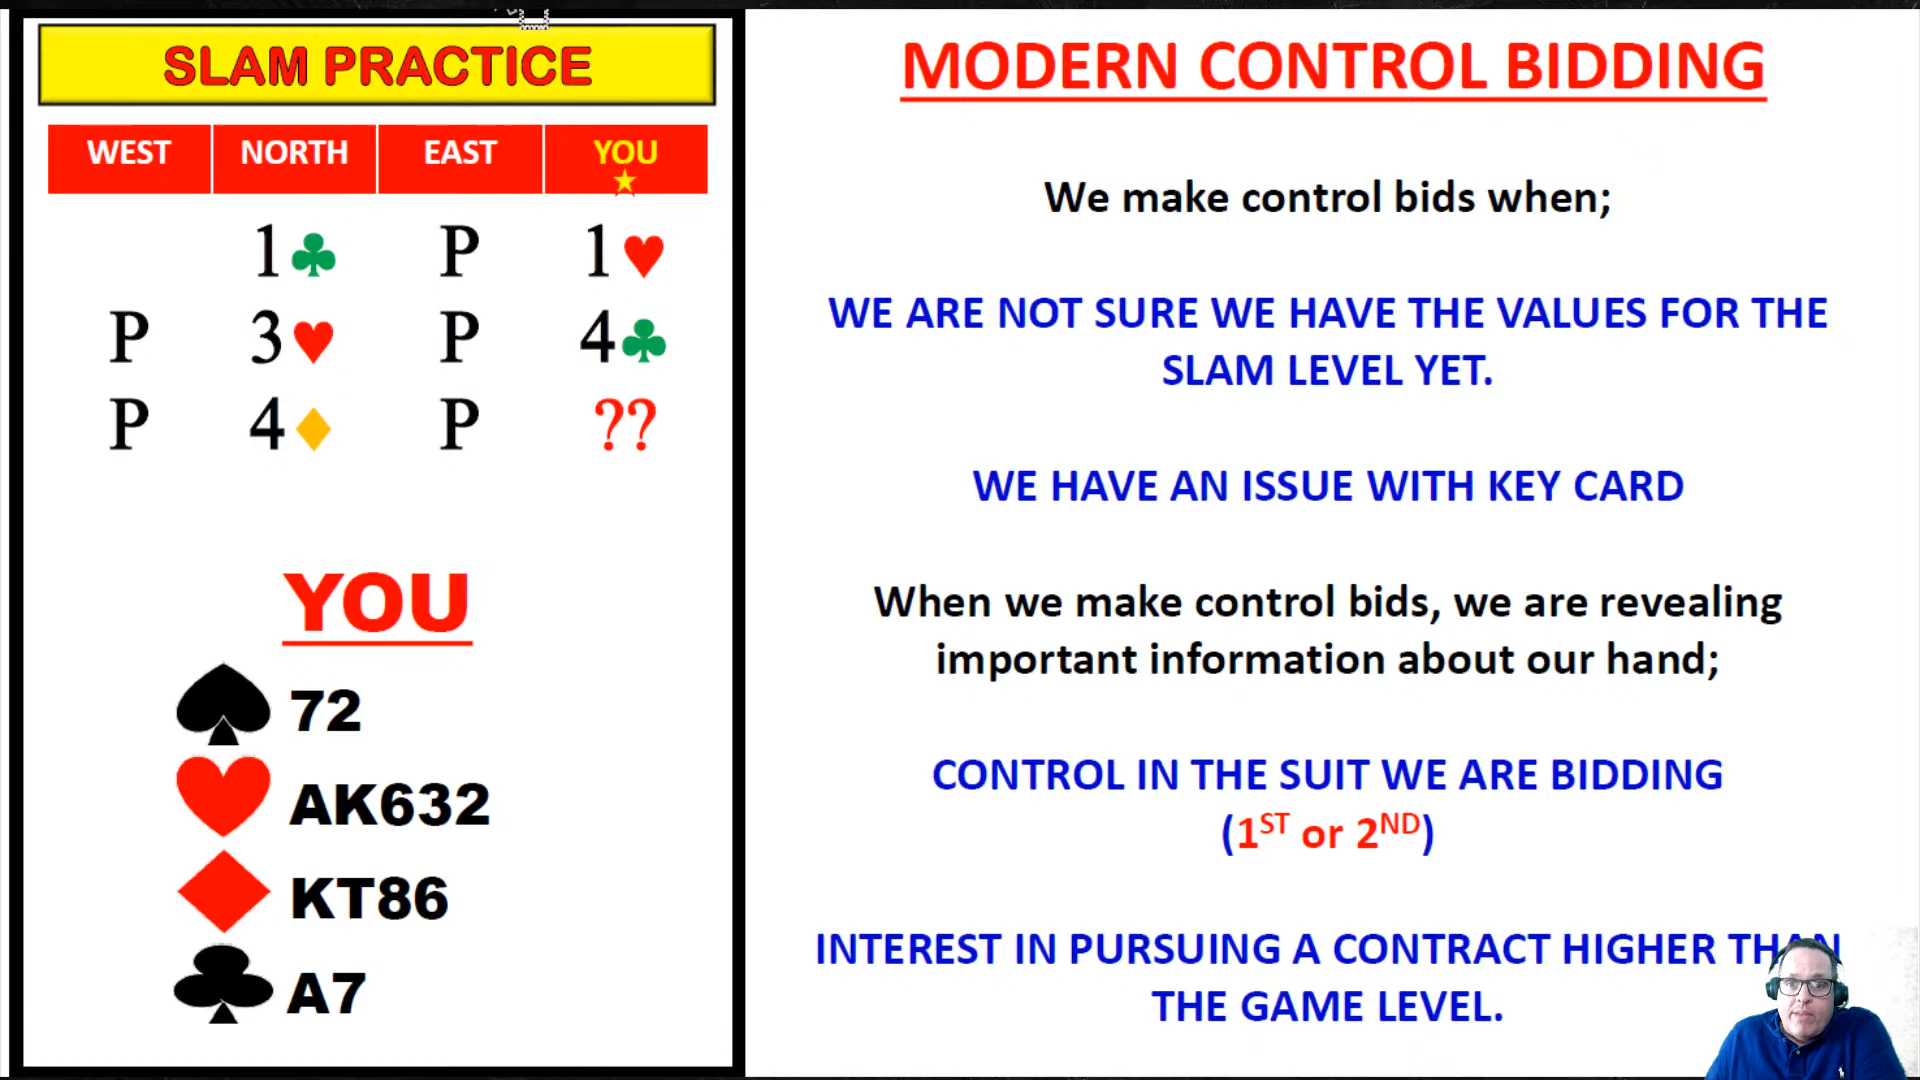 SLAM PRACTICE
WEST NORTH EAST YOU
1♣ P 1♥
P 3♥ P 4♣
P 4♦ P ??
YOU
♠ 72
♥ AK632
♦ KT86
♣ A7
MODERN CONTROL BIDDING
We make control bids when;
WE ARE NOT SURE WE HAVE THE VALUES FOR THE
SLAM LEVEL YET.
WE HAVE AN ISSUE WITH KEY CARD
When we make control bids, we are revealing
important information about our hand;
CONTROL IN THE SUIT WE ARE BIDDING
(1ST or 2ND)
INTEREST IN PURSUING A CONTRACT HIGHER THAN
THE GAME LEVEL.